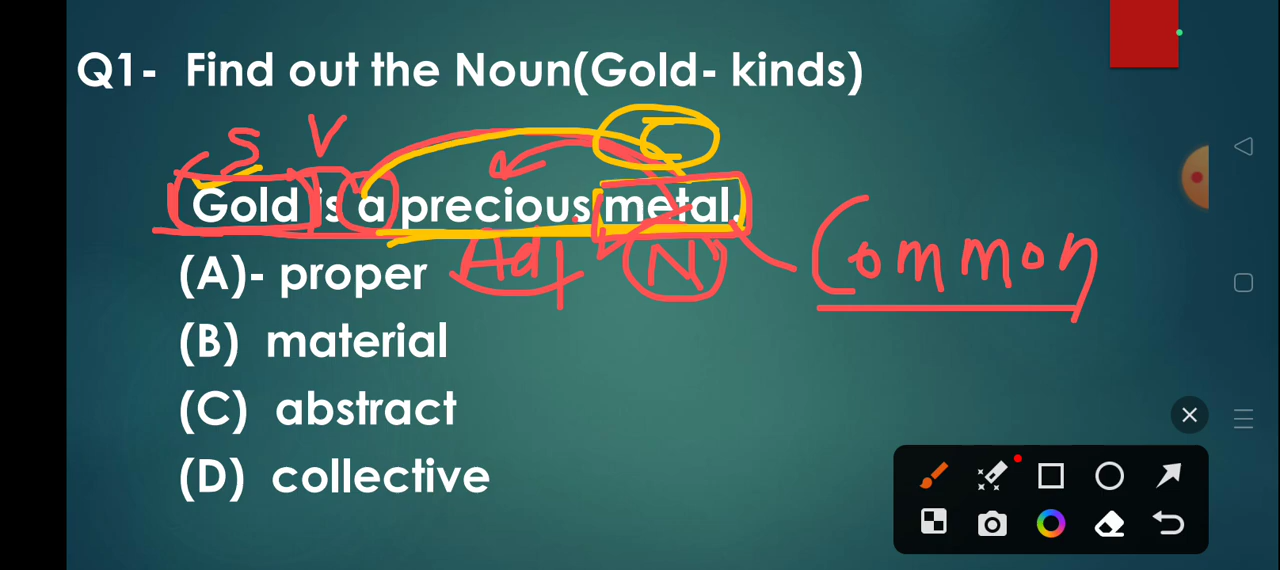 Q1- Find out the Noun(Gold- kinds)
S V
Gold is a precious metal.
Adj N Common
(A)- proper
(B) material
(C) abstract
(D) collective